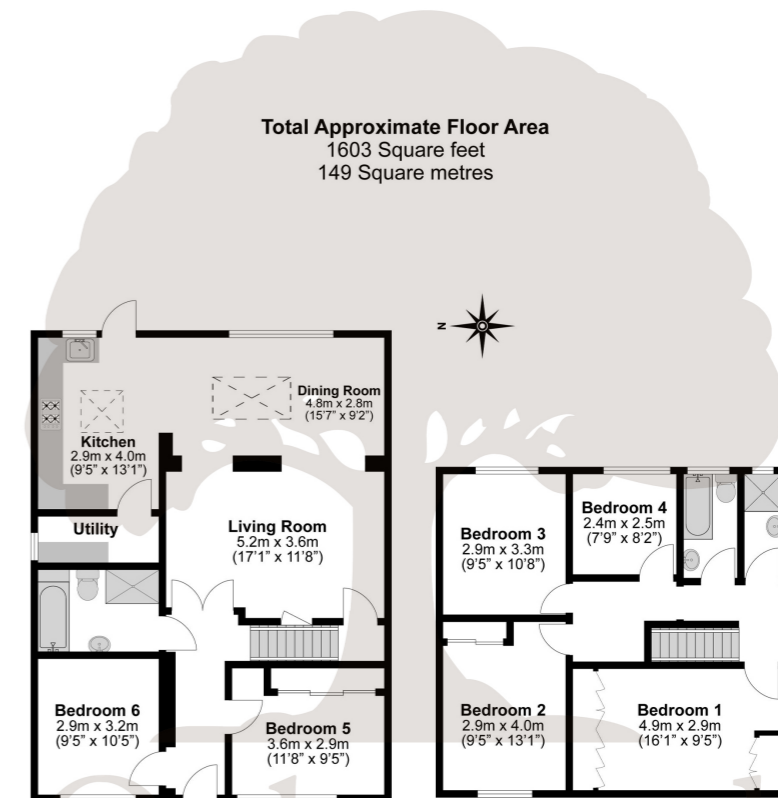 Total Approximate Floor Area
1603 Square feet
149 Square metres
N
Dining Room
4.8m x 2.8m
(15’7” x 9’2”)
Kitchen
2.9m x 4.0m
(9’5” x 13’1”)
Utility
Living Room
5.2m x 3.6m
(17’1” x 11’8”)
Bedroom 6
2.9m x 3.2m
(9’5” x 10’5”)
Bedroom 5
3.6m x 2.9m
(11’8” x 9’5”)
Bedroom 3
2.9m x 3.3m
(9’5” x 10’8”)
Bedroom 4
2.4m x 2.5m
(7’9” x 8’2”)
Bedroom 2
2.9m x 4.0m
(9’5” x 13’1”)
Bedroom 1
4.9m x 2.9m
(16’1” x 9’5”)